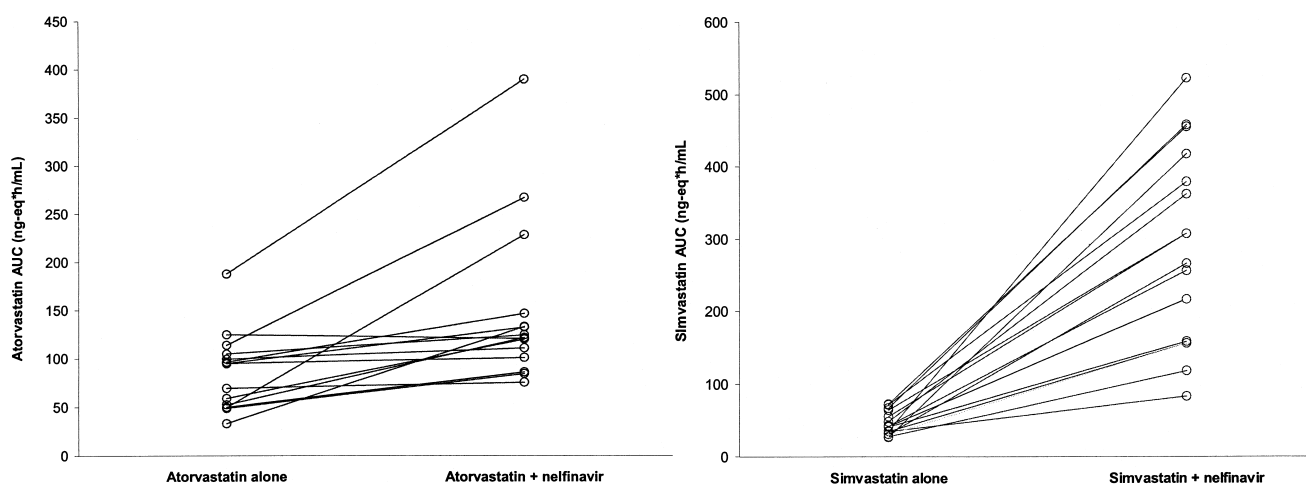 450
400
350
300
250
200
150
100
50
0
Atorvastatin AUC (ng-eq*h/mL)
Atorvastatin alone
Atorvastatin + nelfinavir
600
500
400
300
200
100
0
SImvastatin AUC (ng-eq*h/mL
Simvastatin alone
Simvastatin + nelfinavir